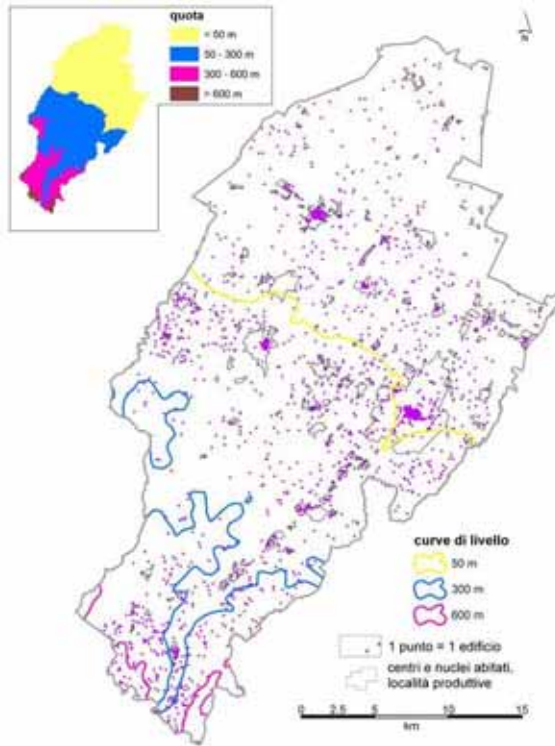 quota
< 50 m
50 - 300 m
300 - 600 m
> 600 m
N
curve di livello
50 m
300 m
600 m
1 punto = 1 edificio
centri e nuclei abitati,
località produttive
0 2.5 5 10 15
km